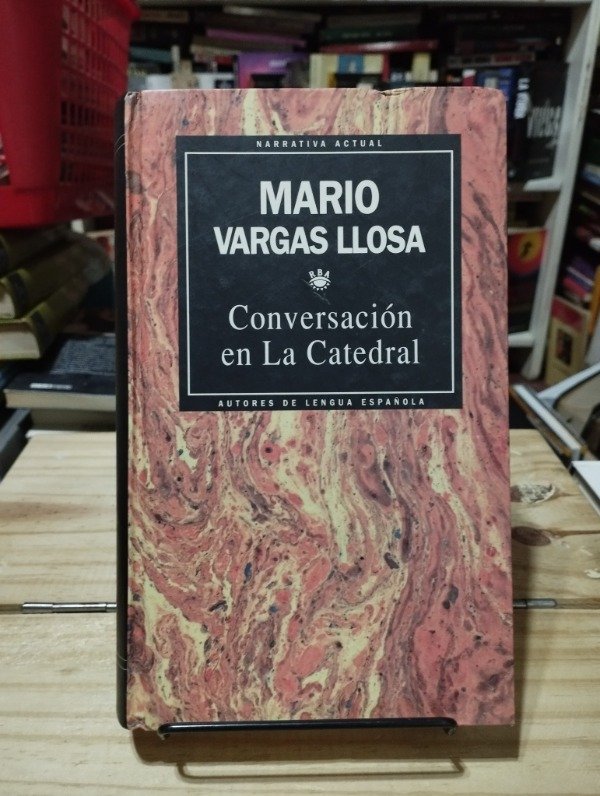 NARRATIVA ACTUAL
MARIO
VARGAS LLOSA
RBA
Conversación
en La Catedral
AUTORES DE LENGUA ESPAÑOLA